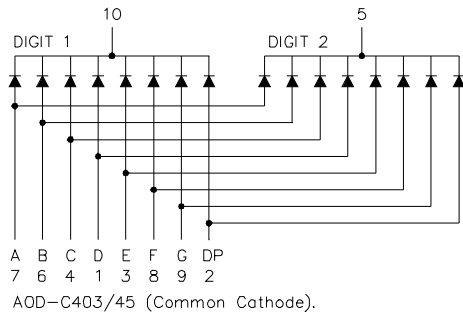 10 5
DIGIT 1 DIGIT 2
A B C D E F G DP
7 6 4 1 3 8 9 2
AOD-C403/45 (Common Cathode).